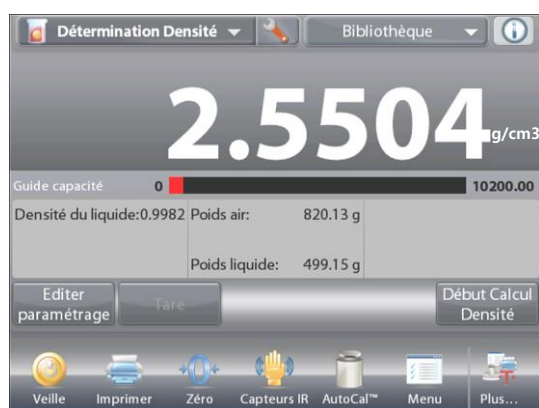 Détermination Densité
Bibliothèque
2.5504 g/cm3
Guide capacité 0 10200.00
Densité du liquide:0.9982 Poids air: 820.13 g
Poids liquide: 499.15 g
Editer
paramétrage
Tare
Début Calcul
Densité
Veille Imprimer Zéro Capteurs IR AutoCal™ Menu Plus...